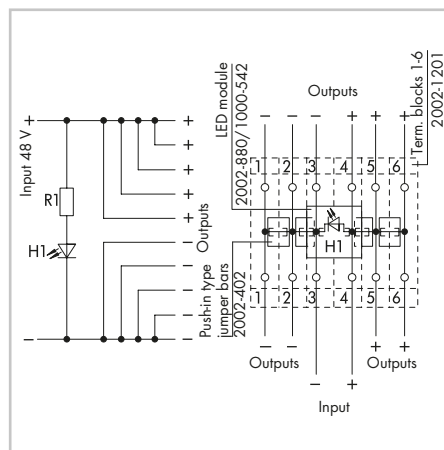 Input 48 V
+
R1
H1
−
+
+
+
+
+
−
−
−
−
−
Outputs
Push-in type
jumper bars
2002-402
LED module
2002-880/1000-542
Term. blocks 1-6
2002-1201
Outputs
− − − + + +
1 2 3 4 5 6
H1
1 2 3 4 5 6
− − + +
Outputs Outputs
− +
Input